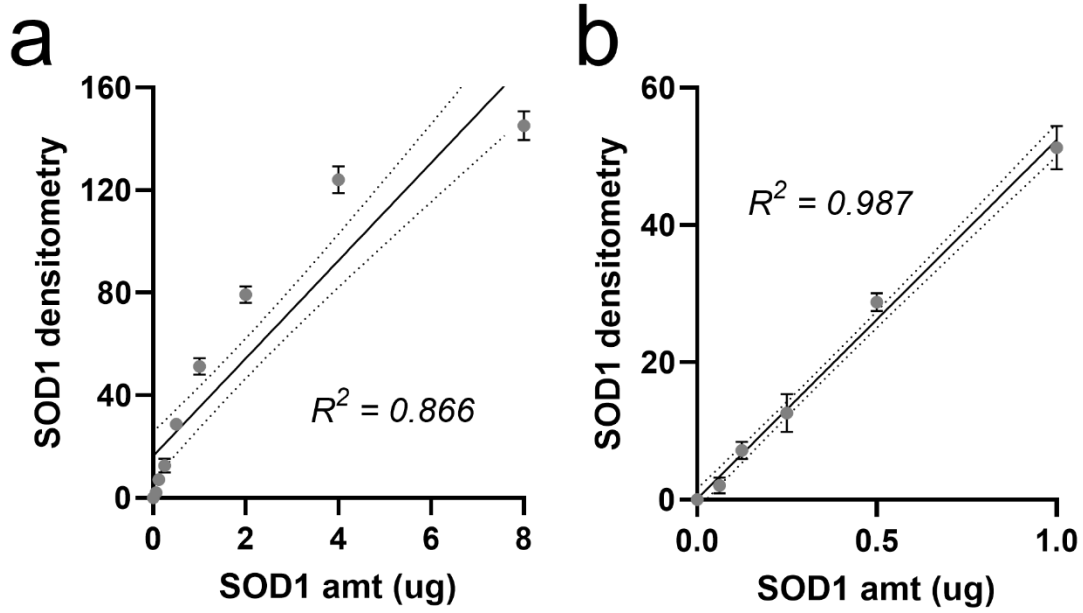 a
160
120
80
40
0
SOD1 densitometry
R² = 0.866
0 2 4 6 8
SOD1 amt (ug)
b
60
40
20
0
SOD1 densitometry
R² = 0.987
0.0 0.5 1.0
SOD1 amt (ug)